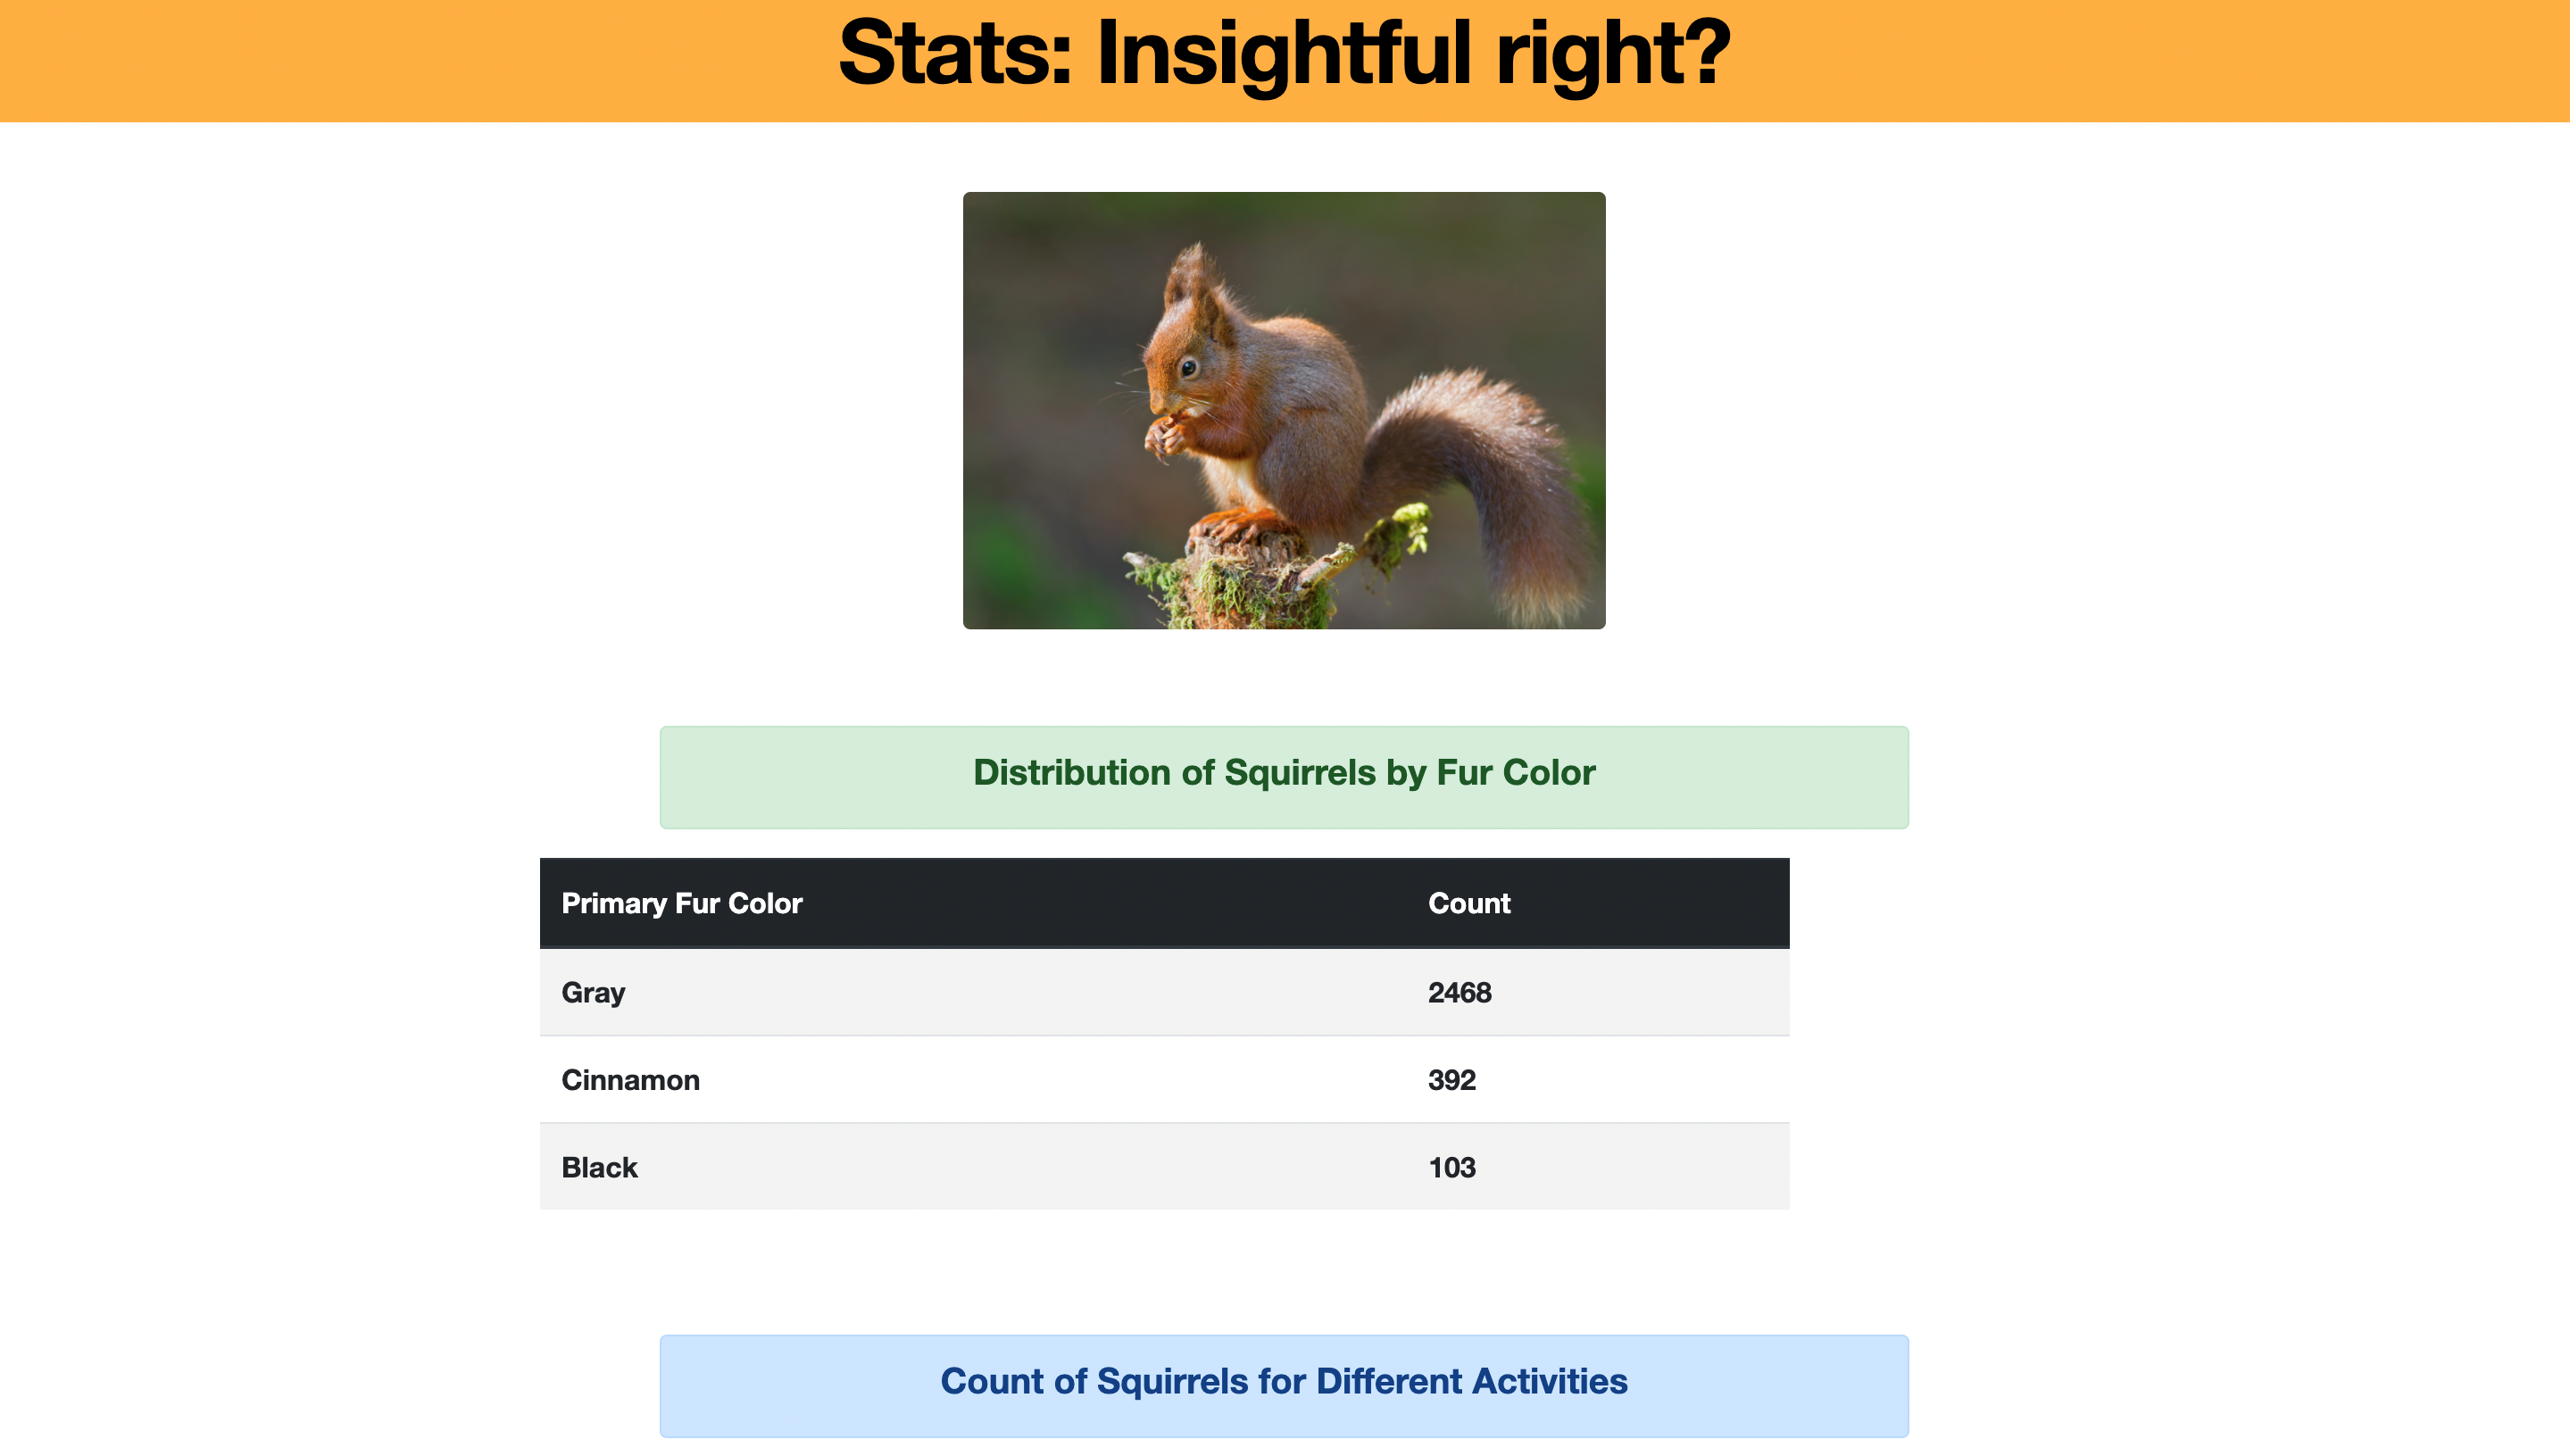 Stats: Insightful right?
Distribution of Squirrels by Fur Color
Primary Fur Color Count
Gray 2468
Cinnamon 392
Black 103
Count of Squirrels for Different Activities